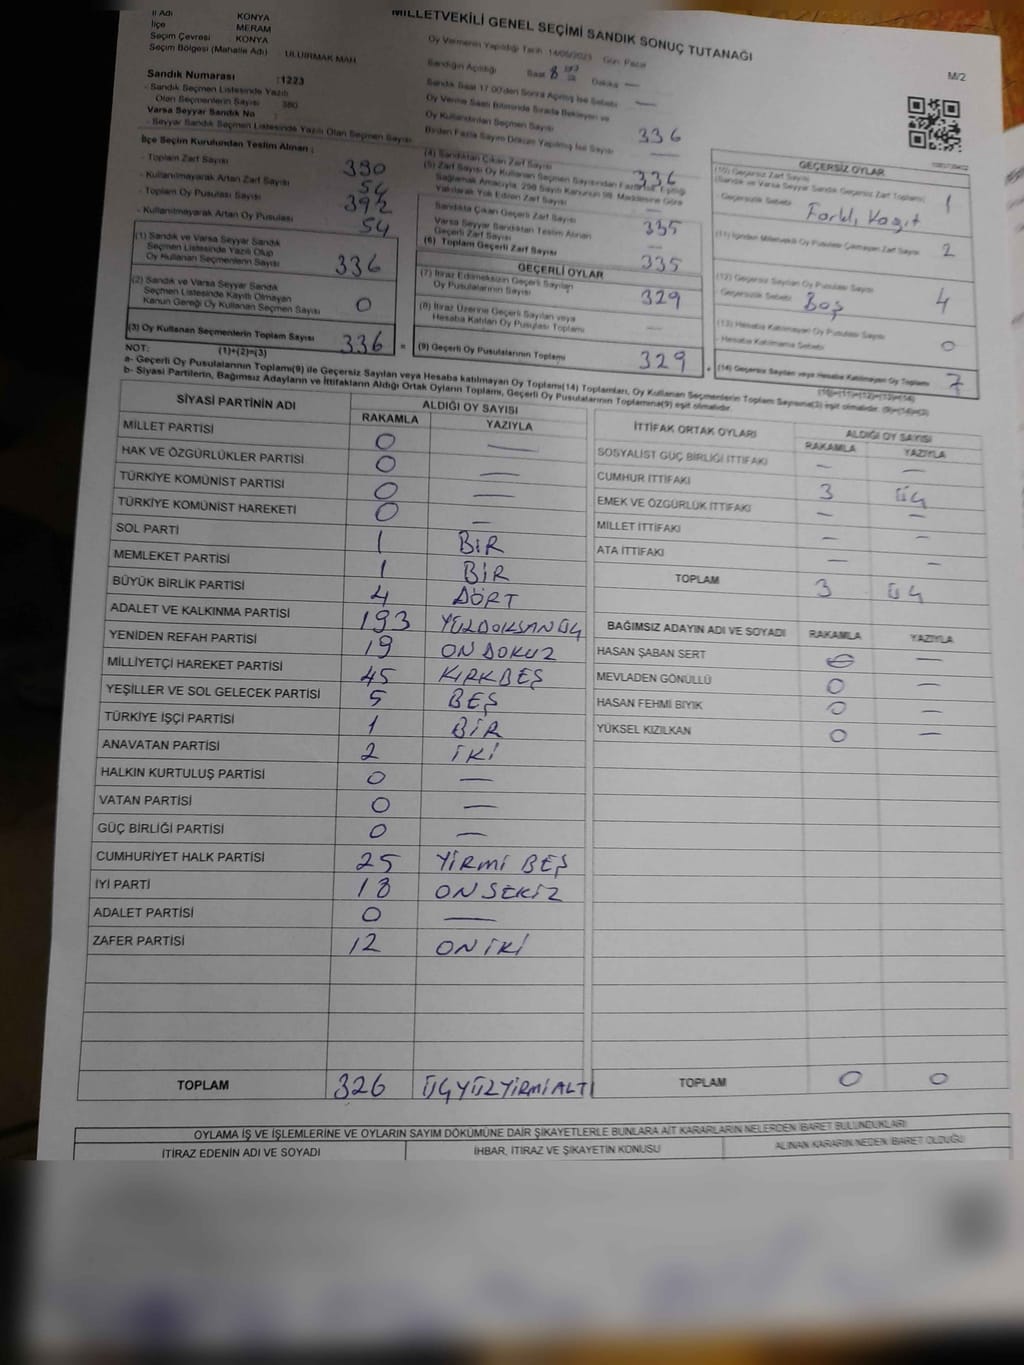 MİLLETVEKİLİ GENEL SEÇİMİ SANDIK SONUÇ TUTANAĞI
M/2
İl Adı KONYA
İlçe MERAM
Seçim Çevresi KONYA
Seçim Bölgesi (Mahalle Adı) ULUIRMAK MAH.
Sandık Numarası :1223
- Sandık Seçmen Listesinde Yazılı
Olan Seçmenlerin Sayısı 380
Varsa Seyyar Sandık No :
- Seyyar Sandık Seçmen Listesinde Yazılı Olan Seçmen Sayısı
Oy Vermenin Yapıldığı Tarih 14/05/2023 Gün Pazar
Sandığın Açıldığı Saat 8 Dakika —
Sandık Saat 17.00'den Sonra Açılmış İse Sebebi —
Oy Verme Saati Bitiminde Sırada Bekleyen ve
Oy Kullandırılan Seçmen Sayısı 336
Birden Fazla Sayım Döküm Yapılmış İse Sayısı —
İlçe Seçim Kurulundan Teslim Alınan :
- Toplam Zarf Sayısı 390
- Kullanılmayarak Artan Zarf Sayısı 54
- Toplam Oy Pusulası Sayısı 392
- Kullanılmayarak Artan Oy Pusulası 54
(1) Sandık ve Varsa Seyyar Sandık
Seçmen Listesinde Yazılı Olup
Oy Kullanan Seçmenlerin Sayısı 336
(2) Sandık ve Varsa Seyyar Sandık
Seçmen Listesinde Kayıtlı Olmayan
Kanun Gereği Oy Kullanan Seçmen Sayısı 0
(3) Oy Kullanan Seçmenlerin Toplam Sayısı 336 =
(1)+(2)=(3)
(4) Sandıktan Çıkan Zarf Sayısı 336
(5) Zarf Sayısı Oy Kullanan Seçmen Sayısından Fazla İse Eşitliği
Sağlamak Amacıyla, 298 Sayılı Kanunun 98. Maddesine Göre
Yakılarak Yok Edilen Zarf Sayısı —
Sandıkta Çıkan Geçerli Zarf Sayısı 335
Varsa Seyyar Sandıktan Teslim Alınan
Geçerli Zarf Sayısı —
(6) Toplam Geçerli Zarf Sayısı 335
GEÇERLİ OYLAR
(7) İtiraz Edilmeksizin Geçerli Sayılan
Oy Pusulalarının Sayısı 329
(8) İtiraz Üzerine Geçerli Sayılan veya
Hesaba Katılan Oy Pusulası Toplamı —
(9) Geçerli Oy Pusulalarının Toplamı 329 +
GEÇERSİZ OYLAR
(10) Geçersiz Zarf Sayısı
(Sandık ve Varsa Seyyar Sandık Geçersiz Zarf Toplamı) 1
Geçersizlik Sebebi Farklı Kağıt
(11) İçinden Milletvekili Oy Pusulası Çıkmayan Zarf Sayısı 2
(12) Geçersiz Sayılan Oy Pusulası Sayısı 4
Geçersizlik Sebebi Boş
(13) Hesaba Katılmayan Oy Pusulası Sayısı 0
- Hesaba Katılmama Sebebi
(14) Geçersiz Sayılan veya Hesaba Katılmayan Oy Toplamı 7
(10)+(11)+(12)+(13)=(14)
NOT:
a- Geçerli Oy Pusulalarının Toplamı(9) ile Geçersiz Sayılan veya Hesaba katılmayan Oy Toplamı(14) Toplamları, Oy Kullanan Seçmenlerin Toplam Sayısına(3) eşit olmalıdır. (9)+(14)=(3)
b- Siyasi Partilerin, Bağımsız Adayların ve İttifakların Aldığı Ortak Oyların Toplamı, Geçerli Oy Pusulalarının Toplamına(9) eşit olmalıdır.
SİYASİ PARTİNİN ADI ALDIĞI OY SAYISI
RAKAMLA YAZIYLA
MİLLET PARTİSİ 0 —
HAK VE ÖZGÜRLÜKLER PARTİSİ 0 —
TÜRKİYE KOMÜNİST PARTİSİ 0 —
TÜRKİYE KOMÜNİST HAREKETİ 0 —
SOL PARTİ 1 BİR
MEMLEKET PARTİSİ 1 BİR
BÜYÜK BİRLİK PARTİSİ 4 DÖRT
ADALET VE KALKINMA PARTİSİ 193 YÜZDOKSANÜÇ
YENİDEN REFAH PARTİSİ 19 ONDOKUZ
MİLLİYETÇİ HAREKET PARTİSİ 45 KIRKBEŞ
YEŞİLLER VE SOL GELECEK PARTİSİ 5 BEŞ
TÜRKİYE İŞÇİ PARTİSİ 1 BİR
ANAVATAN PARTİSİ 2 İKİ
HALKIN KURTULUŞ PARTİSİ 0 —
VATAN PARTİSİ 0 —
GÜÇ BİRLİĞİ PARTİSİ 0 —
CUMHURİYET HALK PARTİSİ 25 YİRMİ BEŞ
İYİ PARTİ 18 ONSEKİZ
ADALET PARTİSİ 0 —
ZAFER PARTİSİ 12 ONİKİ
TOPLAM 326 ÜÇYÜZYİRMİALTI
İTTİFAK ORTAK OYLARI ALDIĞI OY SAYISI
RAKAMLA YAZIYLA
SOSYALİST GÜÇ BİRLİĞİ İTTİFAKI — —
CUMHUR İTTİFAKI 3 ÜÇ
EMEK VE ÖZGÜRLÜK İTTİFAKI — —
MİLLET İTTİFAKI — —
ATA İTTİFAKI — —
TOPLAM 3 ÜÇ
BAĞIMSIZ ADAYIN ADI VE SOYADI RAKAMLA YAZIYLA
HASAN ŞABAN SERT 0 —
MEVLADEN GÖNÜLLÜ 0 —
HASAN FEHMİ BIYIK 0 —
YÜKSEL KIZILKAN 0 —
TOPLAM 0 0
OYLAMA İŞ VE İŞLEMLERİNE VE OYLARIN SAYIM DÖKÜMÜNE DAİR ŞİKAYETLERLE BUNLARA AİT KARARLARIN NELERDEN İBARET BULUNDUKLARI
İTİRAZ EDENİN ADI VE SOYADI İHBAR, İTİRAZ VE ŞİKAYETİN KONUSU ALINAN KARARIN NEDEN İBARET OLDUĞU